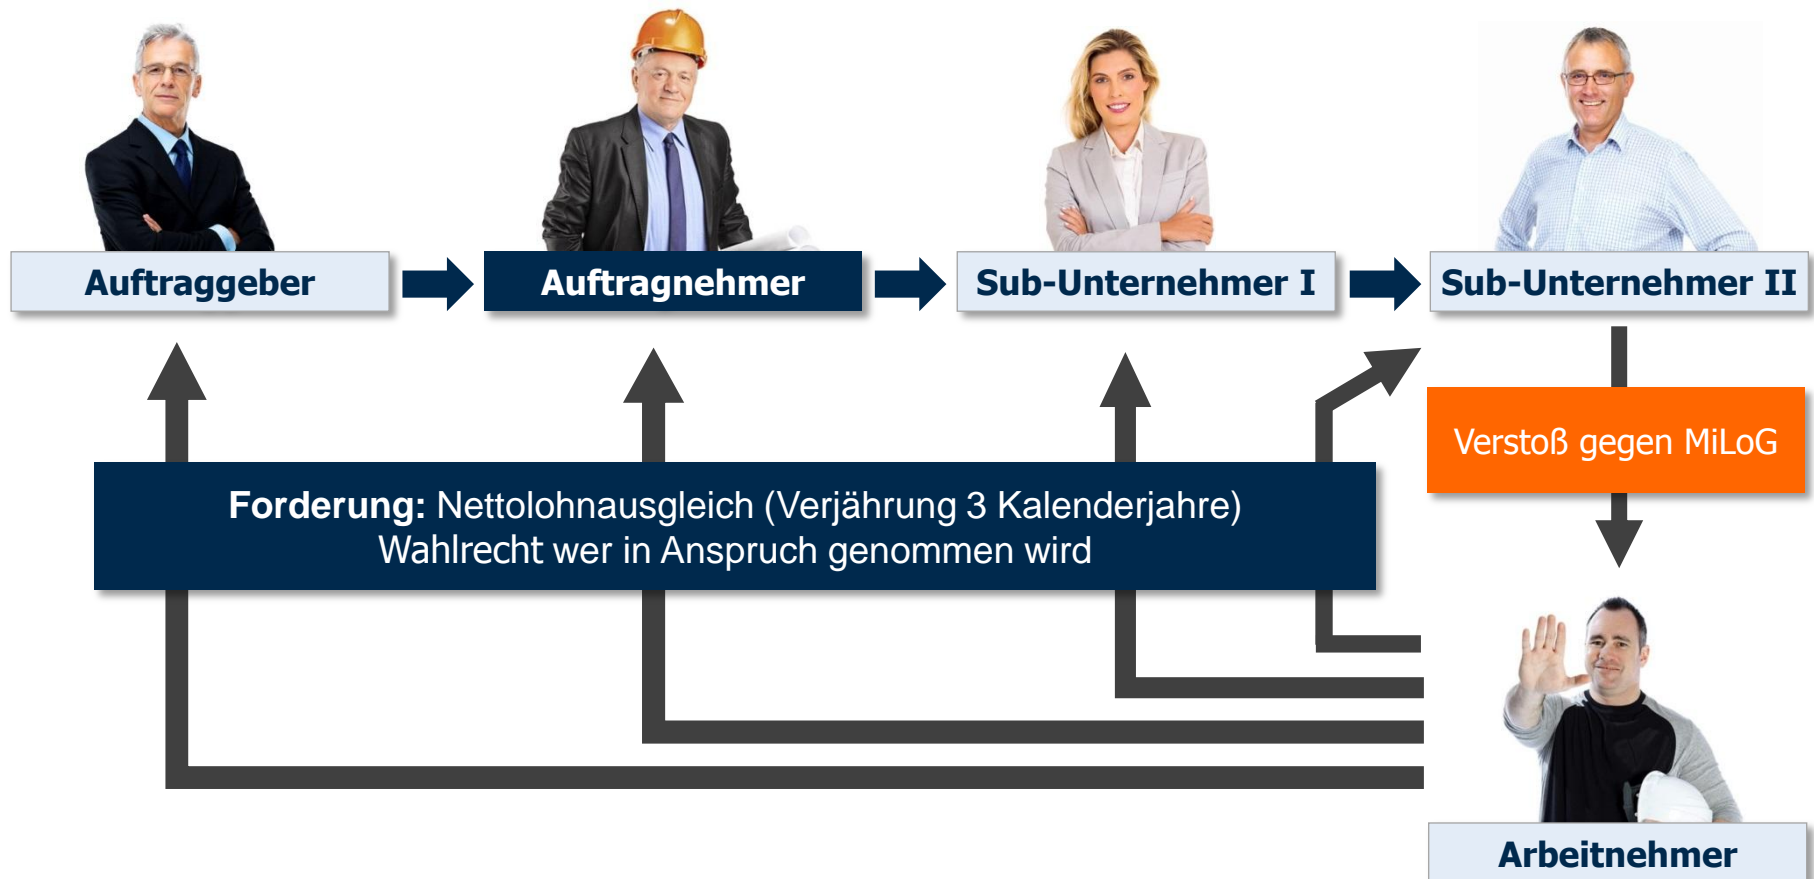 Auftraggeber
Auftragnehmer
Sub-Unternehmer I
Sub-Unternehmer II
Verstoß gegen MiLoG
Forderung: Nettolohnausgleich (Verjährung 3 Kalenderjahre)
Wahlrecht wer in Anspruch genommen wird
Arbeitnehmer